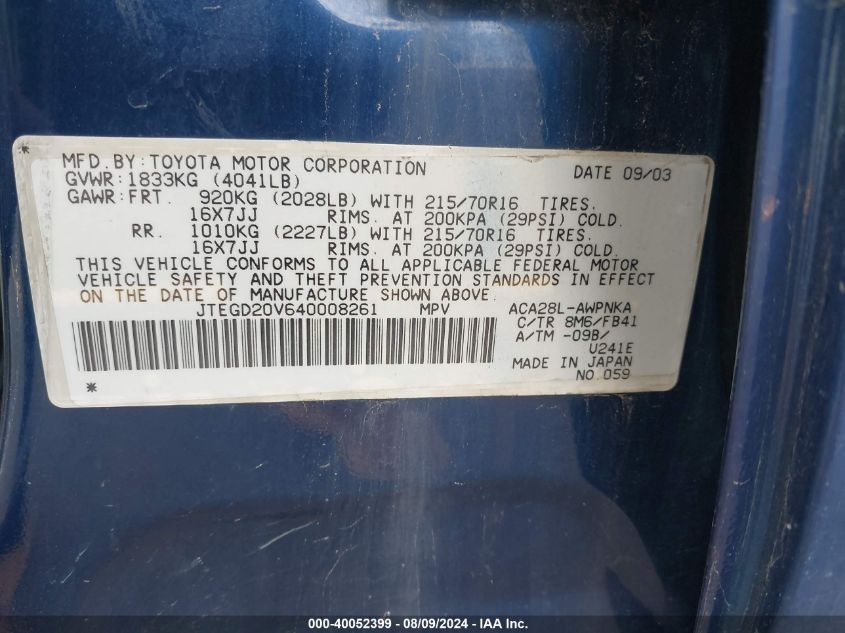 MFD. BY: TOYOTA MOTOR CORPORATION DATE 09/03
GVWR: 1833KG (4041LB)
GAWR: FRT. 920KG (2028LB) WITH 215/70R16 TIRES.
16X7JJ RIMS. AT 200KPA (29PSI) COLD.
RR. 1010KG (2227LB) WITH 215/70R16 TIRES.
16X7JJ RIMS. AT 200KPA (29PSI) COLD.
THIS VEHICLE CONFORMS TO ALL APPLICABLE FEDERAL MOTOR
VEHICLE SAFETY AND THEFT PREVENTION STANDARDS IN EFFECT
ON THE DATE OF MANUFACTURE SHOWN ABOVE.
JTEGD20V640008261 MPV ACA28L-AWPNKA
C/TR 8M6/FB41
A/TM -09B/
U241E
MADE IN JAPAN
NO.059
000-40052399 - 08/09/2024 - IAA, Inc.